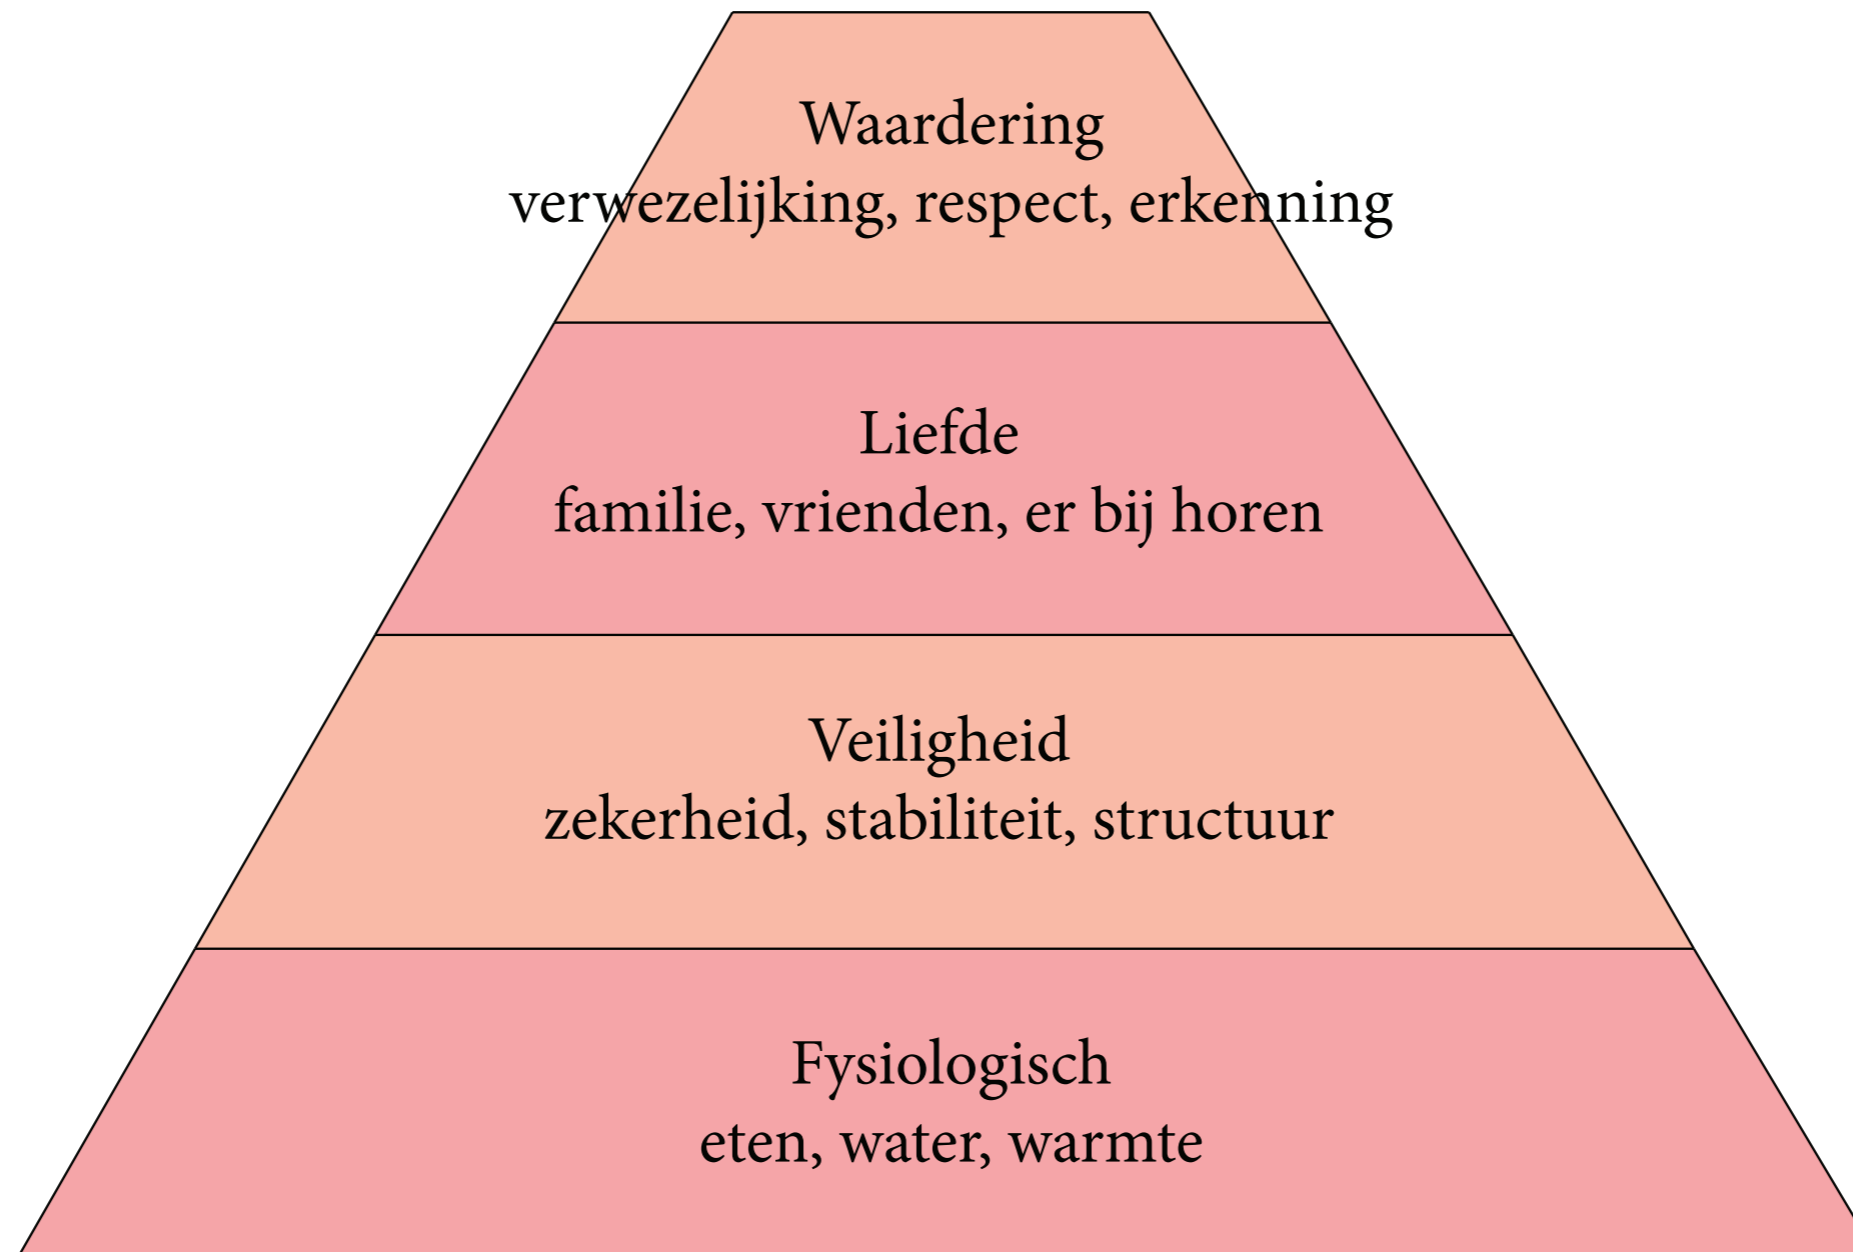 Waardering
verwezelijking, respect, erkenning
Liefde
familie, vrienden, er bij horen
Veiligheid
zekerheid, stabiliteit, structuur
Fysiologisch
eten, water, warmte